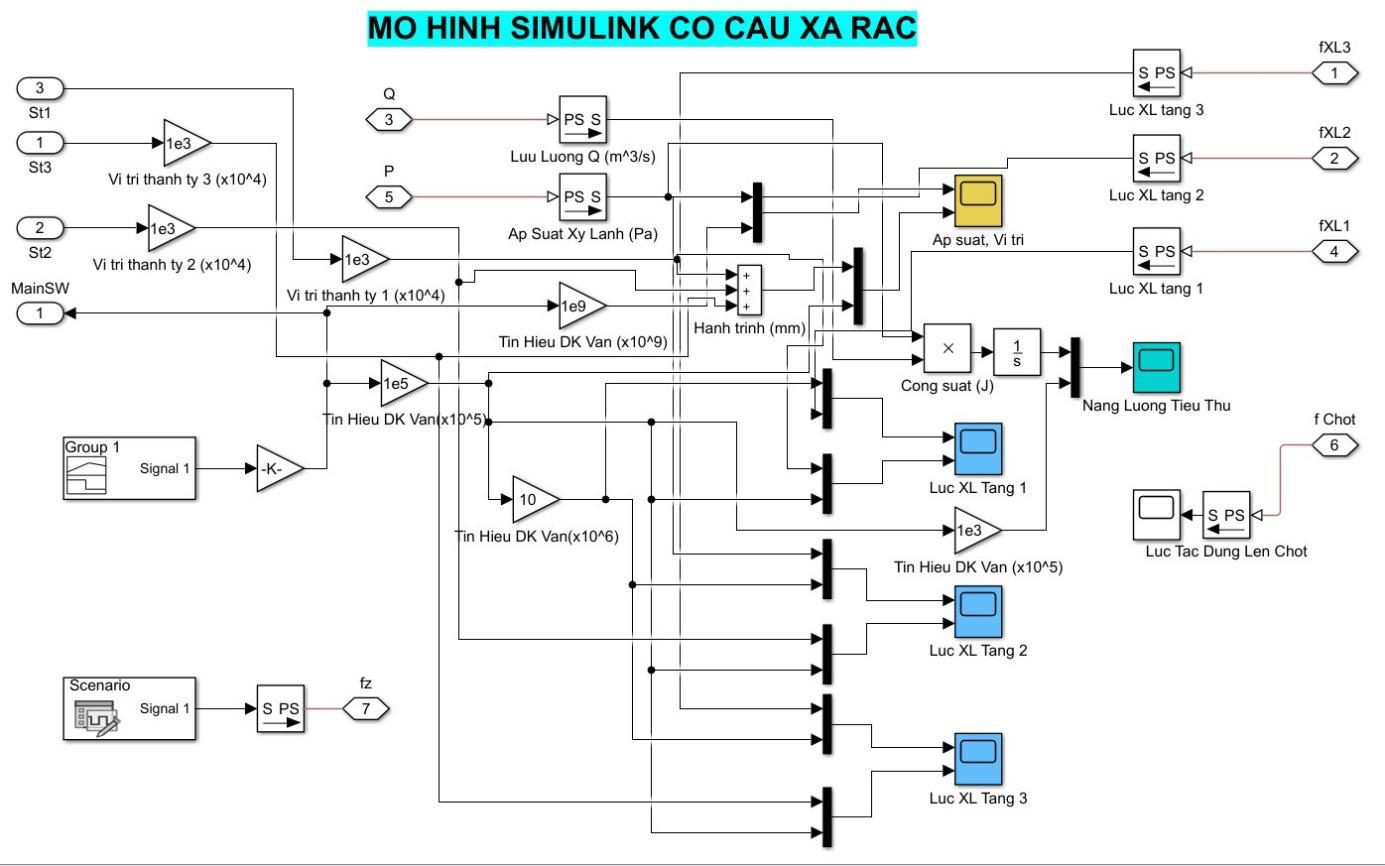 MO HINH SIMULINK CO CAU XA RAC
3
St1
1
St3
1e3
Vi tri thanh ty 3 (x10^4)
2
St2
1e3
Vi tri thanh ty 2 (x10^4)
1e3
Vi tri thanh ty 1 (x10^4)
MainSW
1
Q
3
PS S
Luu Luong Q (m^3/s)
P
5
PS S
Ap Suat Xy Lanh (Pa)
fXL3
1
S PS
Luc XL tang 3
fXL2
2
S PS
Luc XL tang 2
fXL1
4
S PS
Luc XL tang 1
Ap suat, Vi tri
+
+
+
Hanh trinh (mm)
1e9
Tin Hieu DK Van (x10^9)
1e5
Tin Hieu DK Van(x10^5)
×
Cong suat (J)
1
s
Nang Luong Tieu Thu
Group 1
Signal 1
-K-
10
Tin Hieu DK Van(x10^6)
Luc XL Tang 1
1e3
Tin Hieu DK Van (x10^5)
f Chot
6
S PS
Luc Tac Dung Len Chot
Luc XL Tang 2
Scenario
Signal 1
S PS
fz
7
Luc XL Tang 3